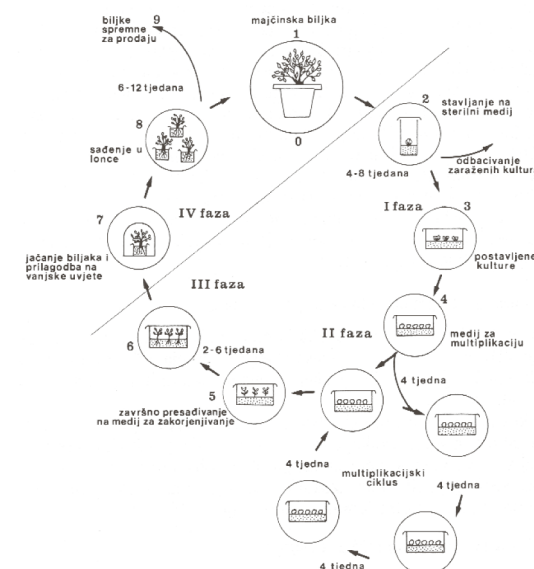 biljke 9
spremne
za prodaju
majčinska biljka
1
0
6-12 tjedana
8
sađenje u
lonce
2
stavljanje na
sterilni medij
4-8 tjedana
odbacivanje
zaraženih kultura
I faza
3
postavljene
kulture
7
IV faza
jačanje biljaka i
prilagodba na
vanjske uvjete
III faza
4
II faza
medij za
multiplikaciju
6
2-6 tjedana
4 tjedna
5
završno presađivanje
na medij za zakorjenjivanje
4 tjedna
multiplikacijski
ciklus
4 tjedna
4 tjedna